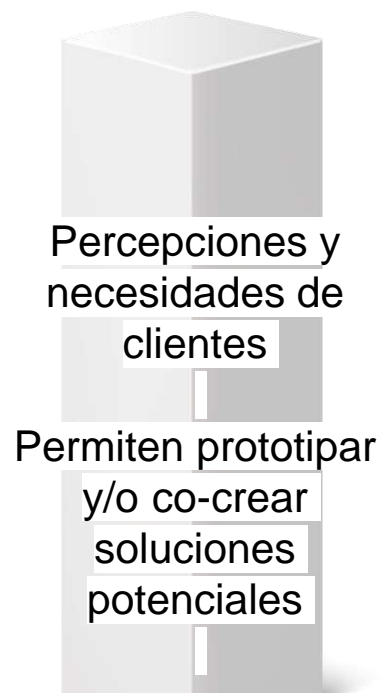 Percepciones y
necesidades de
clientes
Permiten prototipar
y/o co-crear
soluciones
potenciales